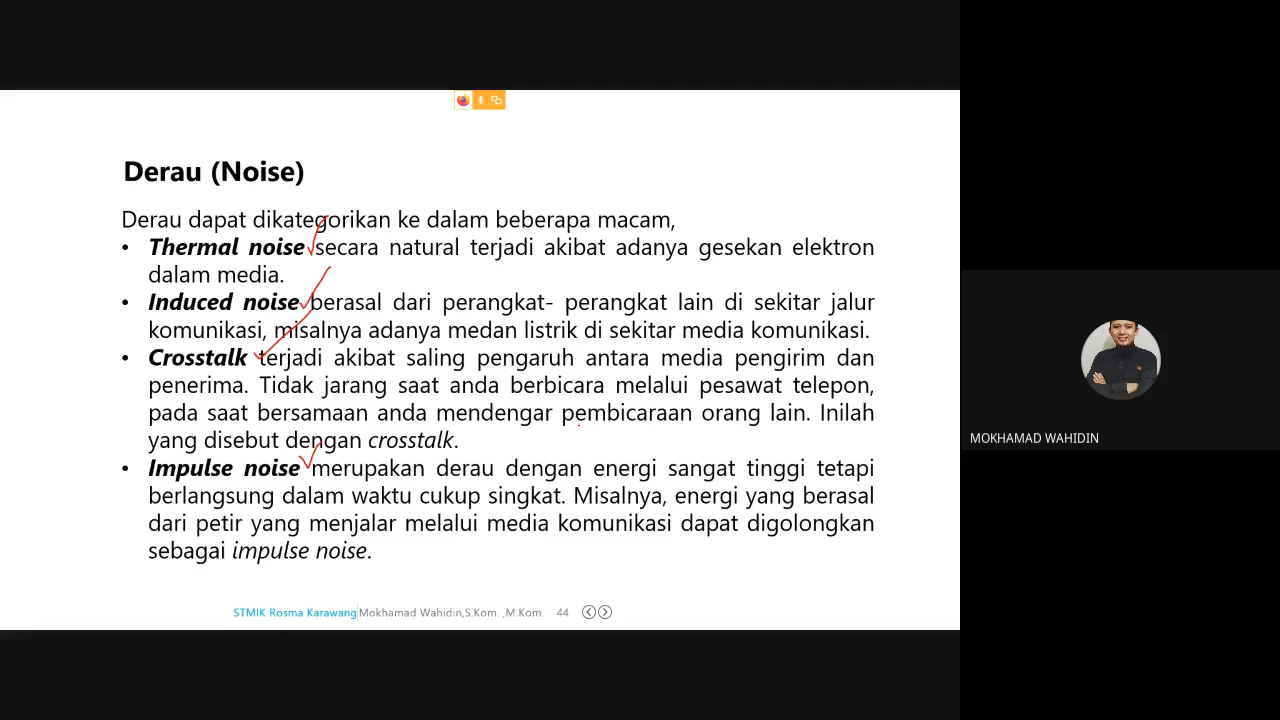 Derau (Noise)
Derau dapat dikategorikan ke dalam beberapa macam,
• Thermal noise secara natural terjadi akibat adanya gesekan elektron
dalam media.
• Induced noise berasal dari perangkat- perangkat lain di sekitar jalur
komunikasi, misalnya adanya medan listrik di sekitar media komunikasi.
• Crosstalk terjadi akibat saling pengaruh antara media pengirim dan
penerima. Tidak jarang saat anda berbicara melalui pesawat telepon,
pada saat bersamaan anda mendengar pembicaraan orang lain. Inilah
yang disebut dengan crosstalk.
• Impulse noise merupakan derau dengan energi sangat tinggi tetapi
berlangsung dalam waktu cukup singkat. Misalnya, energi yang berasal
dari petir yang menjalar melalui media komunikasi dapat digolongkan
sebagai impulse noise.
STMIK Rosma Karawang|Mokhamad Wahidin,S.Kom. ,M.Kom. 44
MOKHAMAD WAHIDIN